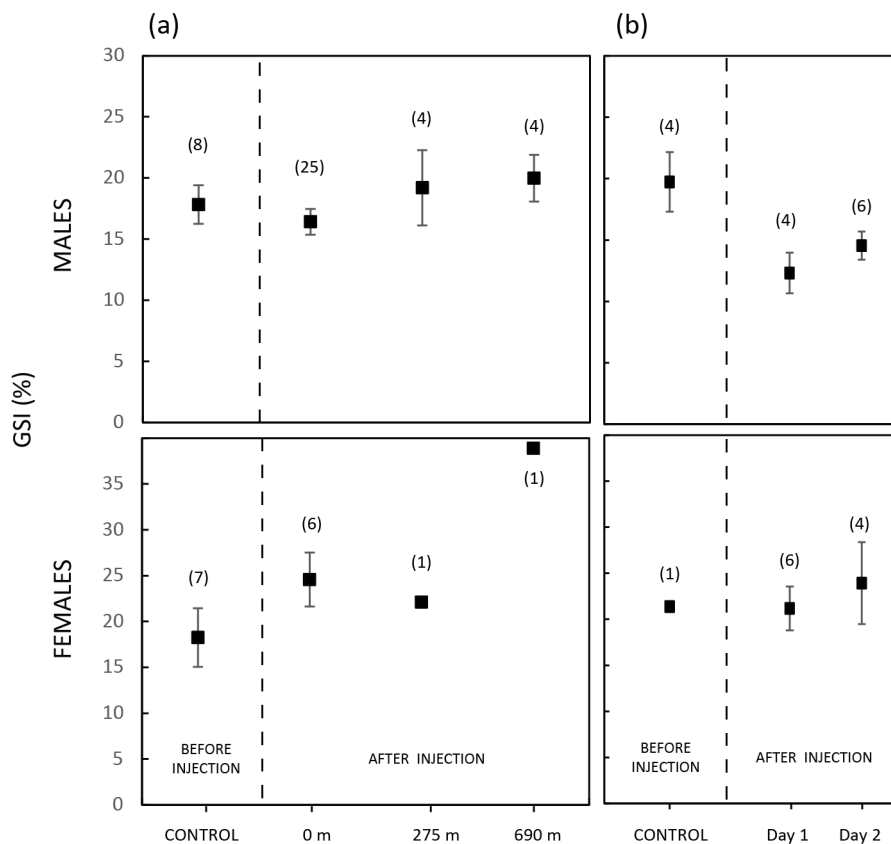 (a)
(b)
MALES
30
25
20
15
10
5
0
(8)
(25)
(4)
(4)
(4)
(4)
(6)
GSI (%)
FEMALES
35
30
25
20
15
10
5
0
(7)
(6)
(1)
(1)
(1)
(6)
(4)
BEFORE
INJECTION
AFTER INJECTION
BEFORE
INJECTION
AFTER INJECTION
CONTROL
0 m
275 m
690 m
CONTROL
Day 1
Day 2